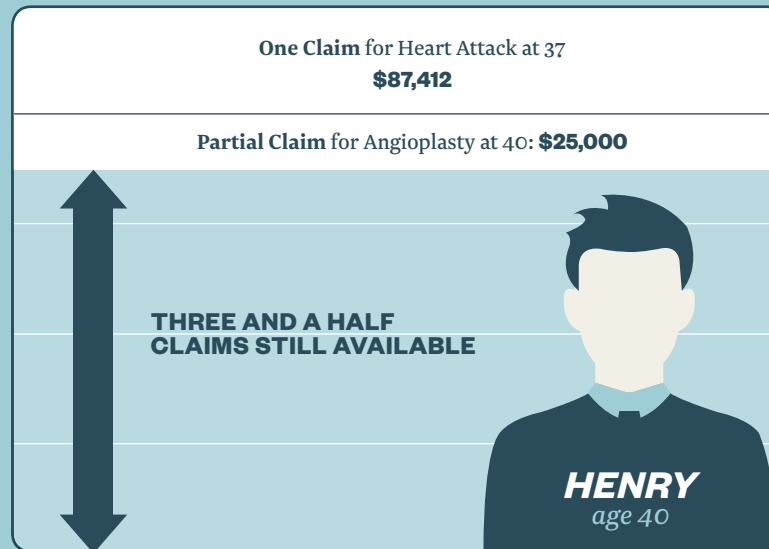 One Claim for Heart Attack at 37
$87,412
Partial Claim for Angioplasty at 40: $25,000
THREE AND A HALF
CLAIMS STILL AVAILABLE
HENRY
age 40